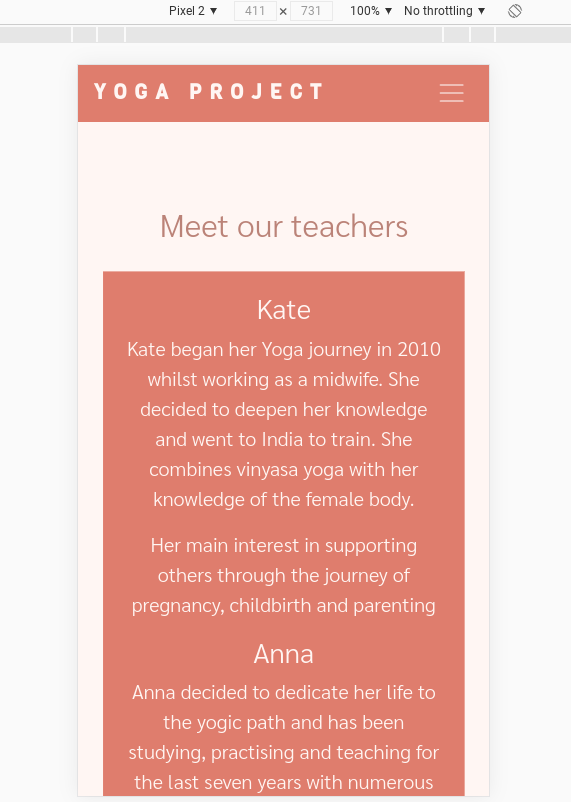 Pixel 2 ▼ 411 × 731 100% ▼ No throttling ▼
YOGA PROJECT
Meet our teachers
Kate
Kate began her Yoga journey in 2010
whilst working as a midwife. She
decided to deepen her knowledge
and went to India to train. She
combines vinyasa yoga with her
knowledge of the female body.
Her main interest in supporting
others through the journey of
pregnancy, childbirth and parenting
Anna
Anna decided to dedicate her life to
the yogic path and has been
studying, practising and teaching for
the last seven years with numerous